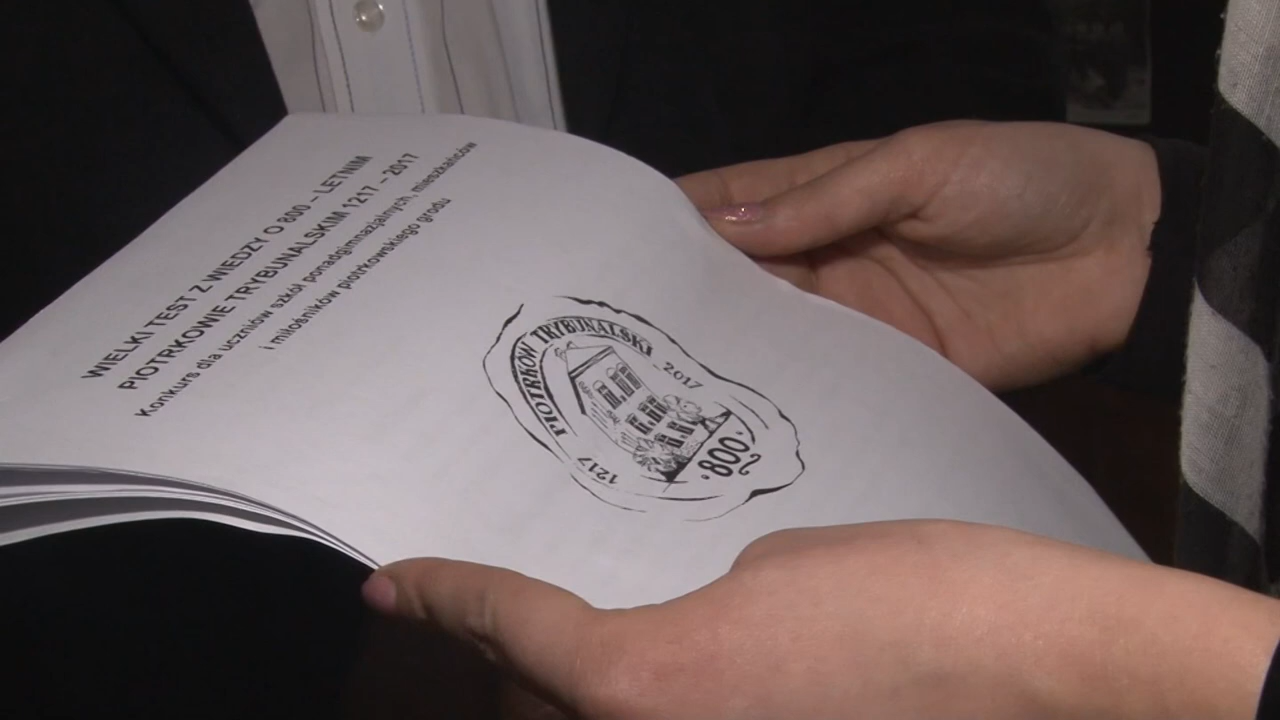 WIELKI TEST Z WIEDZY O 800 – LETNIM
PIOTRKOWIE TRYBUNALSKIM 1217 – 2017
Konkurs dla uczniów szkół ponadgimnazjalnych, mieszkańców
i miłośników piotrkowskiego grodu
PIOTRKÓW TRYBUNALSKI
1217
2017
·800·